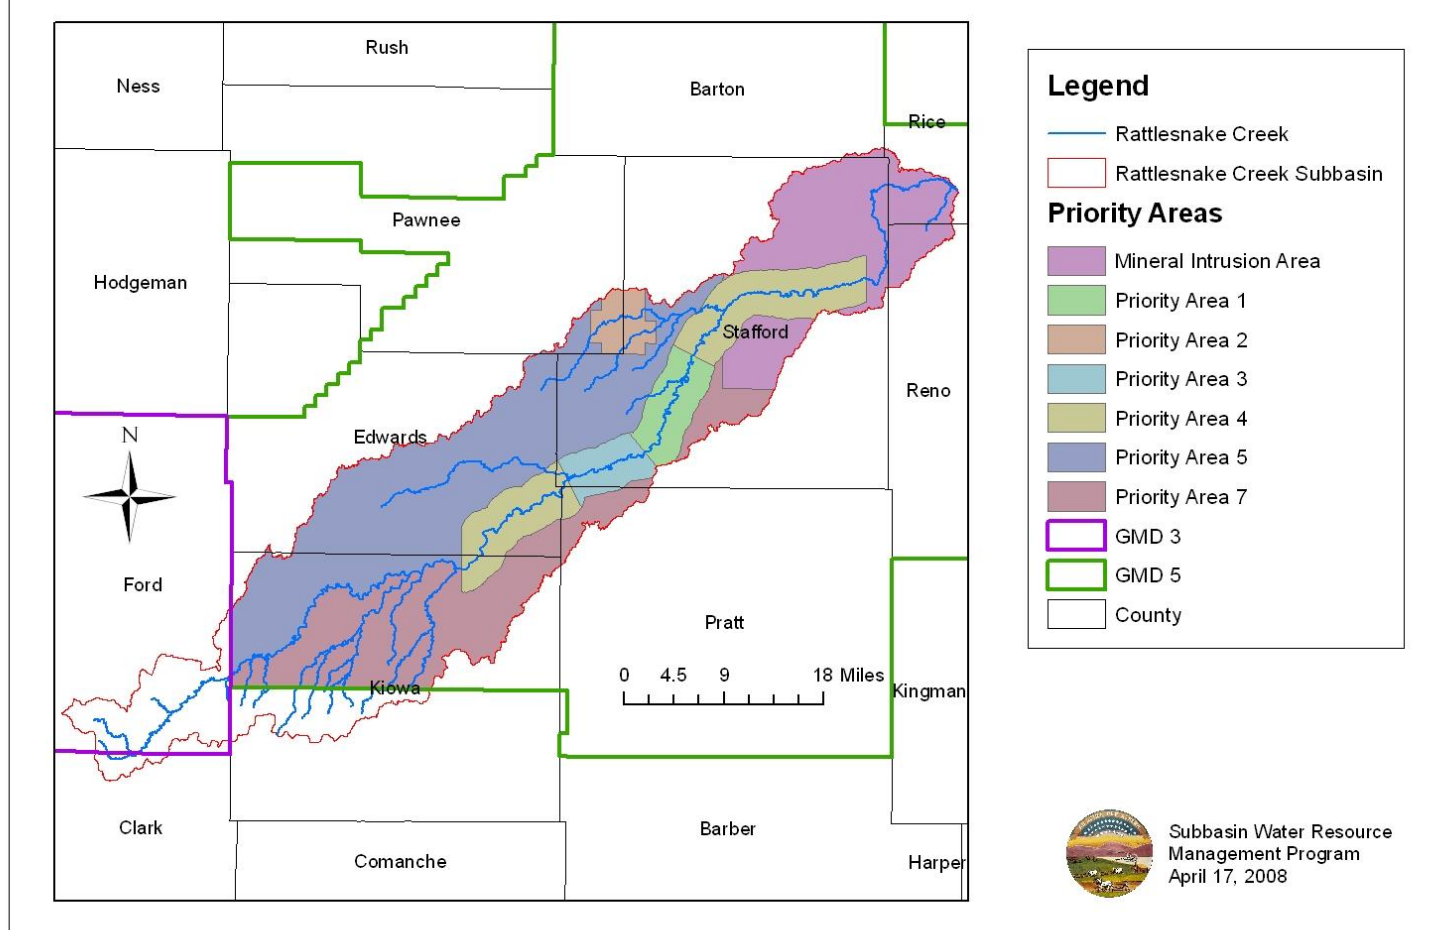 Rush
Ness
Barton
Rice
Pawnee
Hodgeman
Stafford
Reno
Edwards
N
Ford
Pratt
0 4.5 9 18 Miles
Kiowa
Kingman
Clark
Barber
Comanche
Harper
Legend
Rattlesnake Creek
Rattlesnake Creek Subbasin
Priority Areas
Mineral Intrusion Area
Priority Area 1
Priority Area 2
Priority Area 3
Priority Area 4
Priority Area 5
Priority Area 7
GMD 3
GMD 5
County
Subbasin Water Resource
Management Program
April 17, 2008